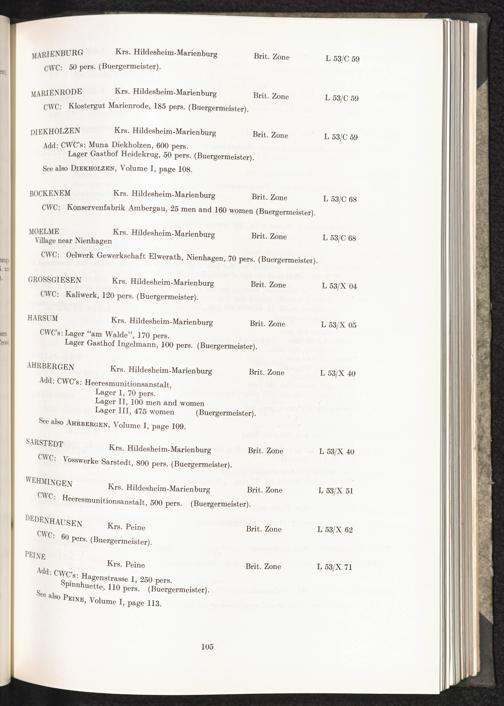 MARIENBURG Krs. Hildesheim-Marienburg Brit. Zone L 53/C 59
CWC: 50 pers. (Buergermeister).
MARIENRODE Krs. Hildesheim-Marienburg Brit. Zone L 53/C 59
CWC: Klostergut Marienrode, 185 pers. (Buergermeister).
DIEKHOLZEN Krs. Hildesheim-Marienburg Brit. Zone L 53/C 59
Add: CWC's: Muna Diekholzen, 600 pers.
Lager Gasthof Heidekrug, 50 pers. (Buergermeister).
See also DIEKHOLZEN, Volume I, page 108.
BOCKENEM Krs. Hildesheim-Marienburg Brit. Zone L 53/C 68
CWC: Konservenfabrik Ambergau, 25 men and 160 women (Buergermeister).
MOELME Krs. Hildesheim-Marienburg Brit. Zone L 53/C 68
Village near Nienhagen
CWC: Oelwerk Gewerkschaft Elwerath, Nienhagen, 70 pers. (Buergermeister).
GROSSGIESEN Krs. Hildesheim-Marienburg Brit. Zone L 53/X 04
CWC: Kaliwerk, 120 pers. (Buergermeister).
HARSUM Krs. Hildesheim-Marienburg Brit. Zone L 53/X 05
CWC's: Lager "am Walde", 170 pers.
Lager Gasthof Ingelmann, 100 pers. (Buergermeister).
AHRBERGEN Krs. Hildesheim-Marienburg Brit. Zone L 53/X 40
Add: CWC's: Heeresmunitionsanstalt,
Lager I, 70 pers.
Lager II, 100 men and women
Lager III, 475 women (Buergermeister).
See also AHRBERGEN, Volume I, page 109.
SARSTEDT Krs. Hildesheim-Marienburg Brit. Zone L 53/X 40
CWC: Vosswerke Sarstedt, 800 pers. (Buergermeister).
WEHMINGEN Krs. Hildesheim-Marienburg Brit. Zone L 53/X 51
CWC: Heeresmunitionsanstalt, 500 pers. (Buergermeister).
DEDENHAUSEN Krs. Peine Brit. Zone L 53/X 62
CWC: 60 pers. (Buergermeister).
PEINE Krs. Peine Brit. Zone L 53/X 71
Add: CWC's: Hagenstrasse 1, 250 pers.
Spinnhuette, 110 pers. (Buergermeister).
See also PEINE, Volume I, page 113.
105